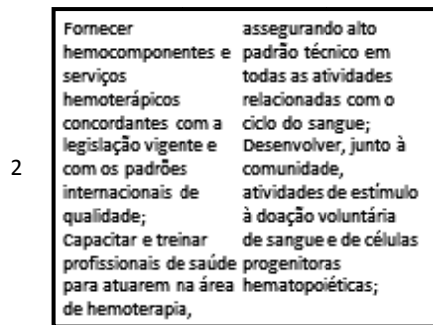 2
Fornecer
hemocomponentes e
serviços
hemoterápicos
concordantes com a
legislação vigente e
com os padrões
internacionais de
qualidade;
Capacitar e treinar
profissionais de saúde
para atuarem na área
de hemoterapia,
assegurando alto
padrão técnico em
todas as atividades
relacionadas com o
ciclo do sangue;
Desenvolver, junto à
comunidade,
atividades de estímulo
à doação voluntária
de sangue e de células
progenitoras
hematopoiéticas;